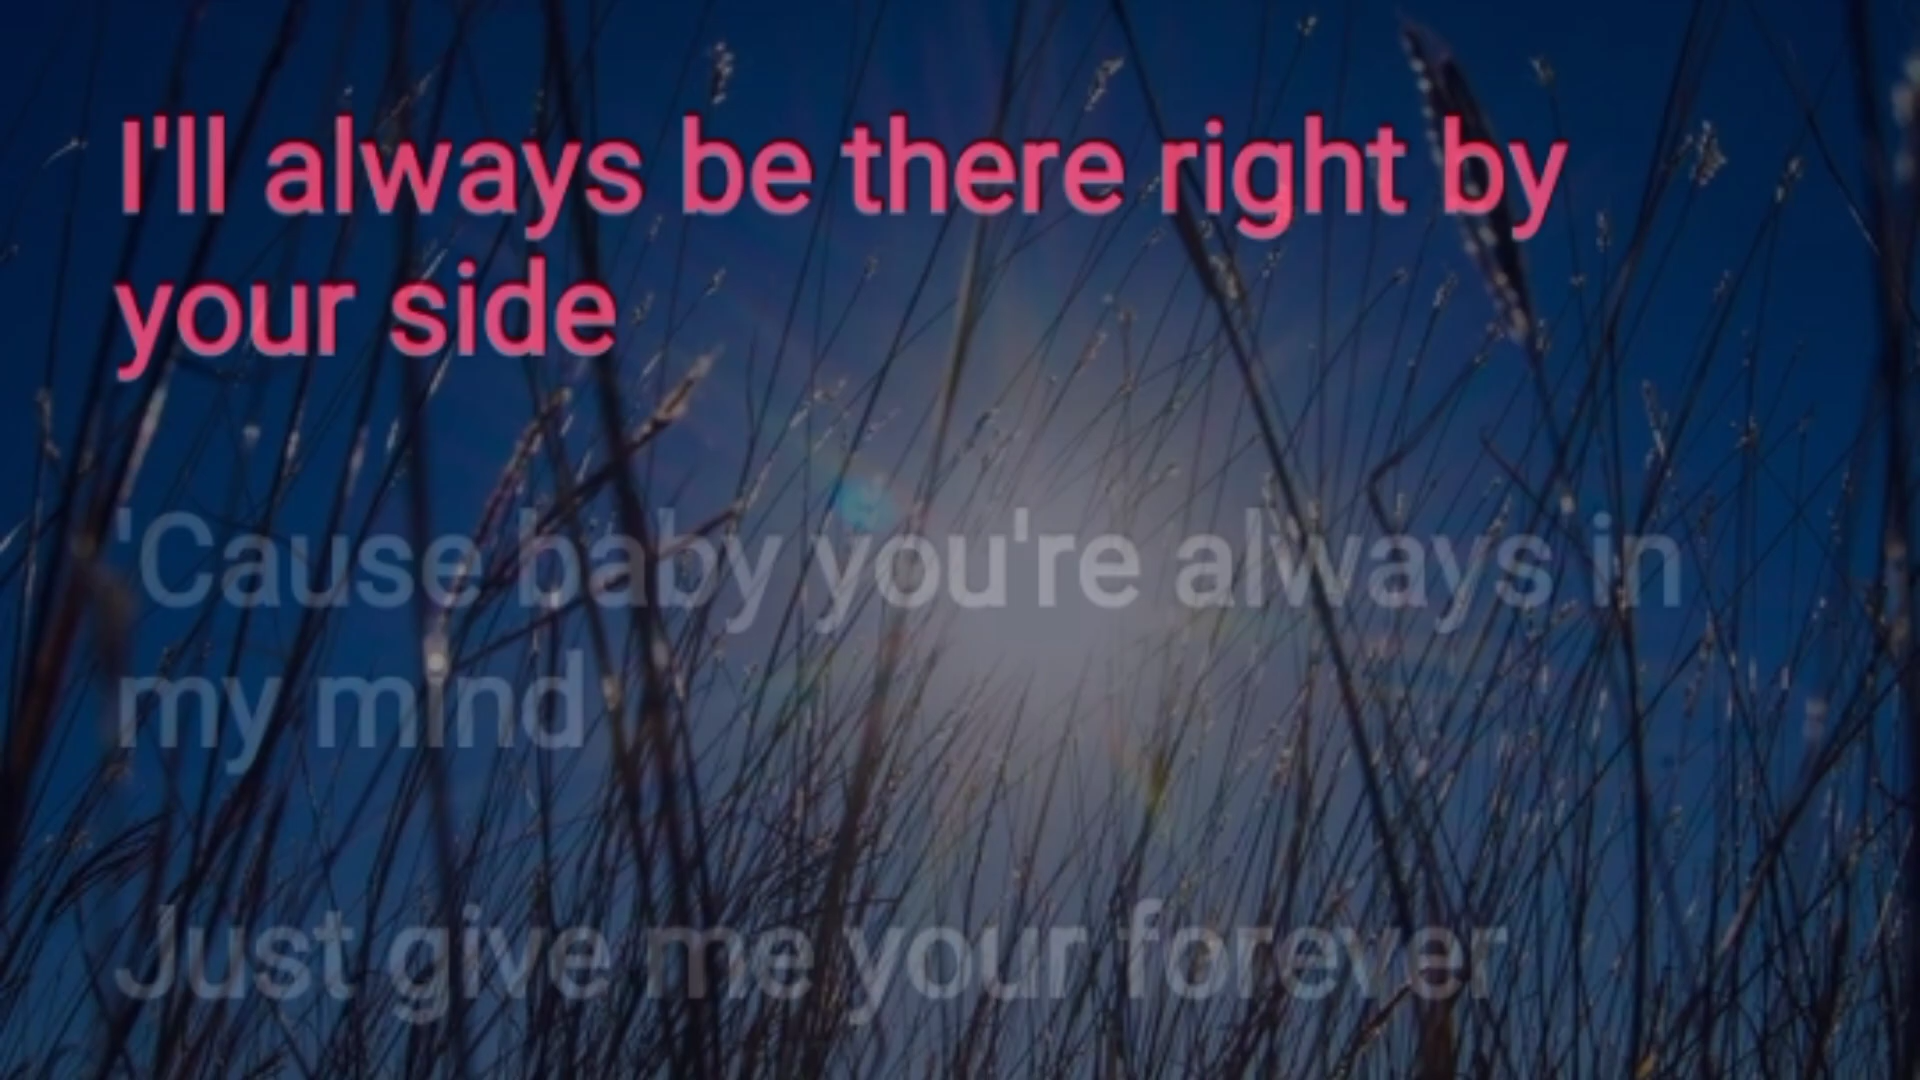 I'll always be there right by
your side
'Cause baby you're always in
my mind
Just give me your forever